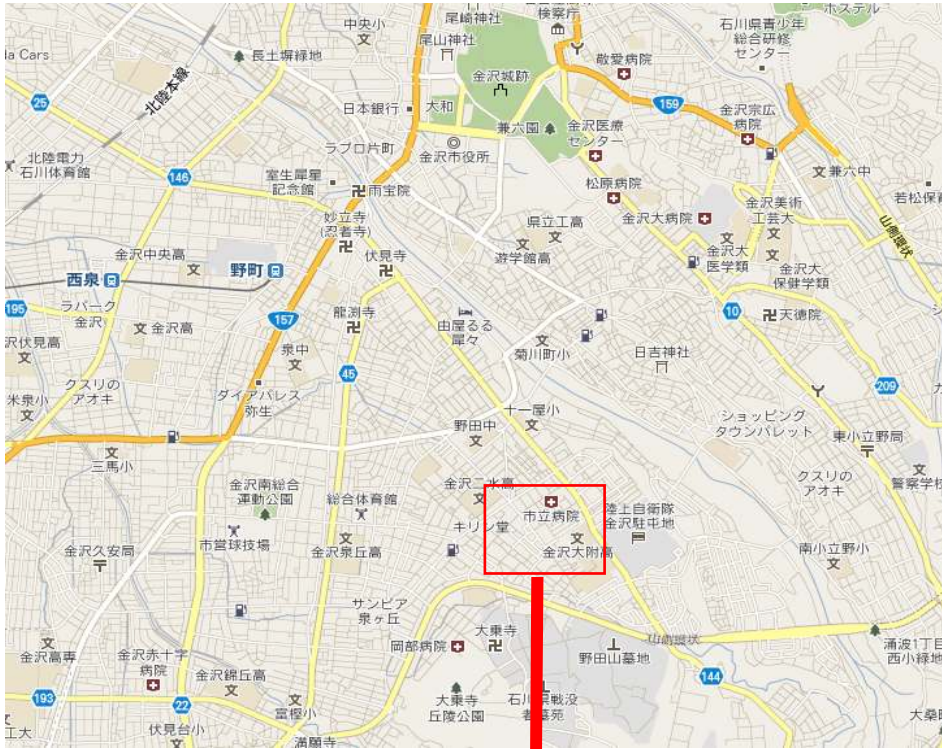 中央小
尾崎神社
検察庁
ホステル
石川県青少年
総合研修
センター
la Cars
長土塀緑地
尾山神社
敬愛病院
北陸本線
金沢城跡
25
日本銀行
大和
159
金沢宗広
病院
兼六園
金沢医療
センター
ラブロ片町
金沢市役所
北陸電力
石川体育館
146
室生犀星
記念館
雨宝院
松原病院
兼六中
若松保育
妙立寺
(忍者寺)
県立工高
金沢大病院
金沢美術
工芸大
山側環状
金沢中央高
伏見寺
遊学館高
金沢大
医学類
金沢大
保健学類
西泉
野町
195
ラパーク
金沢
157
龍渕寺
由屋るる
犀々
10
天徳院
沢伏見高
金沢高
泉中
菊川町小
日吉神社
クスリの
アオキ
45
209
米泉小
ダイアパレス
弥生
十一屋小
ショッピング
タウンパレット
野田中
東小立野局
三馬小
金沢南総合
運動公園
総合体育館
金沢二水高
クスリの
アオキ
警察学校
市立病院
陸上自衛隊
金沢駐屯地
キリン堂
金沢久安局
市営球技場
金沢泉丘高
金沢大附高
南小立野小
サンピア
泉ヶ丘
大乗寺
山側環状
金沢高専
金沢赤十字
病院
岡部病院
野田山墓地
涌波1丁目
西小緑地
144
193
22
金沢錦丘高
大乗寺
丘陵公園
石川県戦没
者墓苑
富樫小
大桑
工大
伏見台小
満願寺